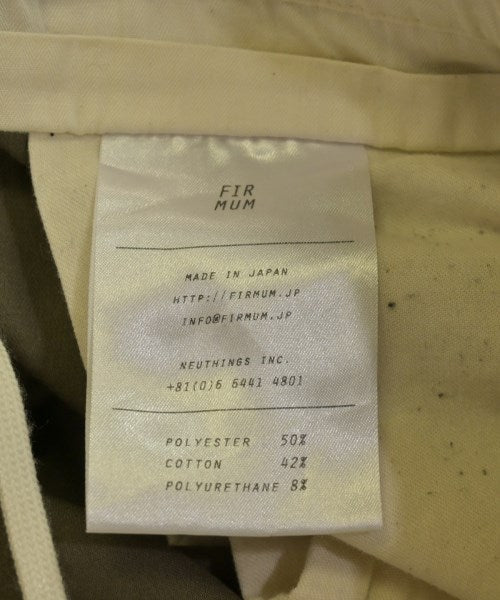 FIR
MUM
MADE IN JAPAN
HTTP://FIRMUM.JP
INFO@FIRMUM.JP
NEUTHINGS INC.
+81(0)6 6441 4801
POLYESTER 50%
COTTON 42%
POLYURETHANE 8%